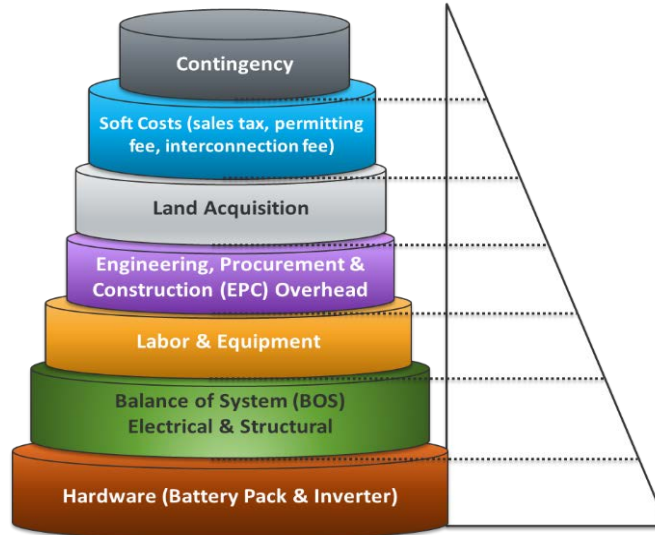 Contingency
Soft Costs (sales tax, permitting
fee, interconnection fee)
Land Acquisition
Engineering, Procurement &
Construction (EPC) Overhead
Labor & Equipment
Balance of System (BOS)
Electrical & Structural
Hardware (Battery Pack & Inverter)